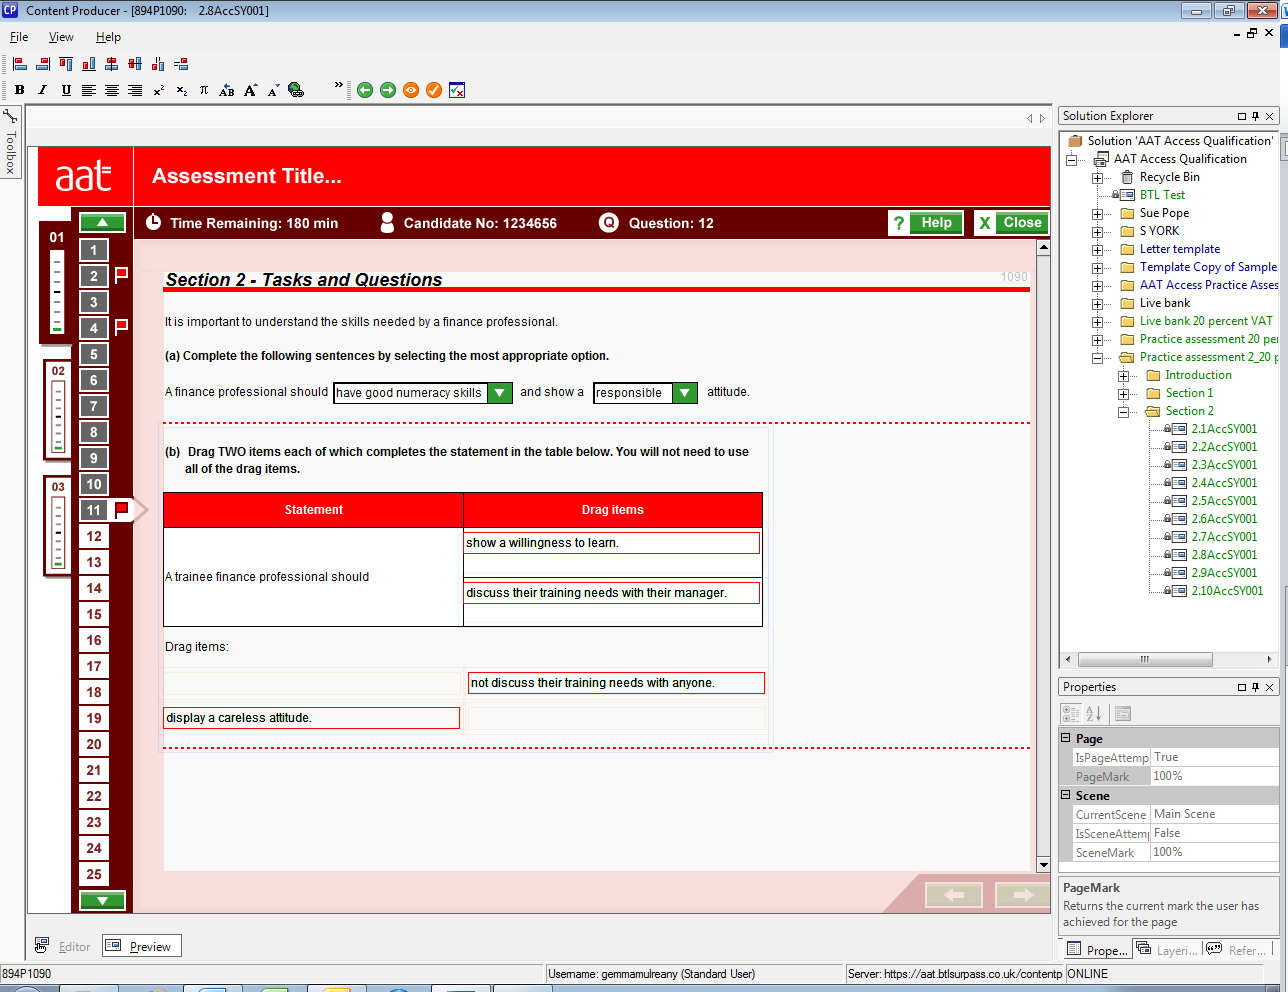 CP Content Producer - [894P1090: 2.8AccSY001]
File View Help
B I U x² x₂ π AB A A »
Toolbox
aat
Assessment Title...
Time Remaining: 180 min Candidate No: 1234656 Q Question: 12 ? Help X Close
01
02
03
1
2
3
4
5
6
7
8
9
10
11
12
13
14
15
16
17
18
19
20
21
22
23
24
25
Section 2 - Tasks and Questions 1090
It is important to understand the skills needed by a finance professional.
(a) Complete the following sentences by selecting the most appropriate option.
A finance professional should have good numeracy skills and show a responsible attitude.
(b) Drag TWO items each of which completes the statement in the table below. You will not need to use
all of the drag items.
Statement Drag items
show a willingness to learn.
A trainee finance professional should
discuss their training needs with their manager.
Drag items:
not discuss their training needs with anyone.
display a careless attitude.
Editor Preview
Solution Explorer
Solution 'AAT Access Qualification'
AAT Access Qualification
Recycle Bin
BTL Test
Sue Pope
S YORK
Letter template
Template Copy of Sample
AAT Access Practice Asses
Live bank
Live bank 20 percent VAT
Practice assessment 20 per
Practice assessment 2_20 p
Introduction
Section 1
Section 2
2.1AccSY001
2.2AccSY001
2.3AccSY001
2.4AccSY001
2.5AccSY001
2.6AccSY001
2.7AccSY001
2.8AccSY001
2.9AccSY001
2.10AccSY001
Properties
Page
IsPageAttemp True
PageMark 100%
Scene
CurrentScene Main Scene
IsSceneAttem False
SceneMark 100%
PageMark
Returns the current mark the user has
achieved for the page
Prope... Layeri... Refer...
894P1090 Username: gemmamulreany (Standard User) Server: https://aat.btlsurpass.co.uk/contentp ONLINE